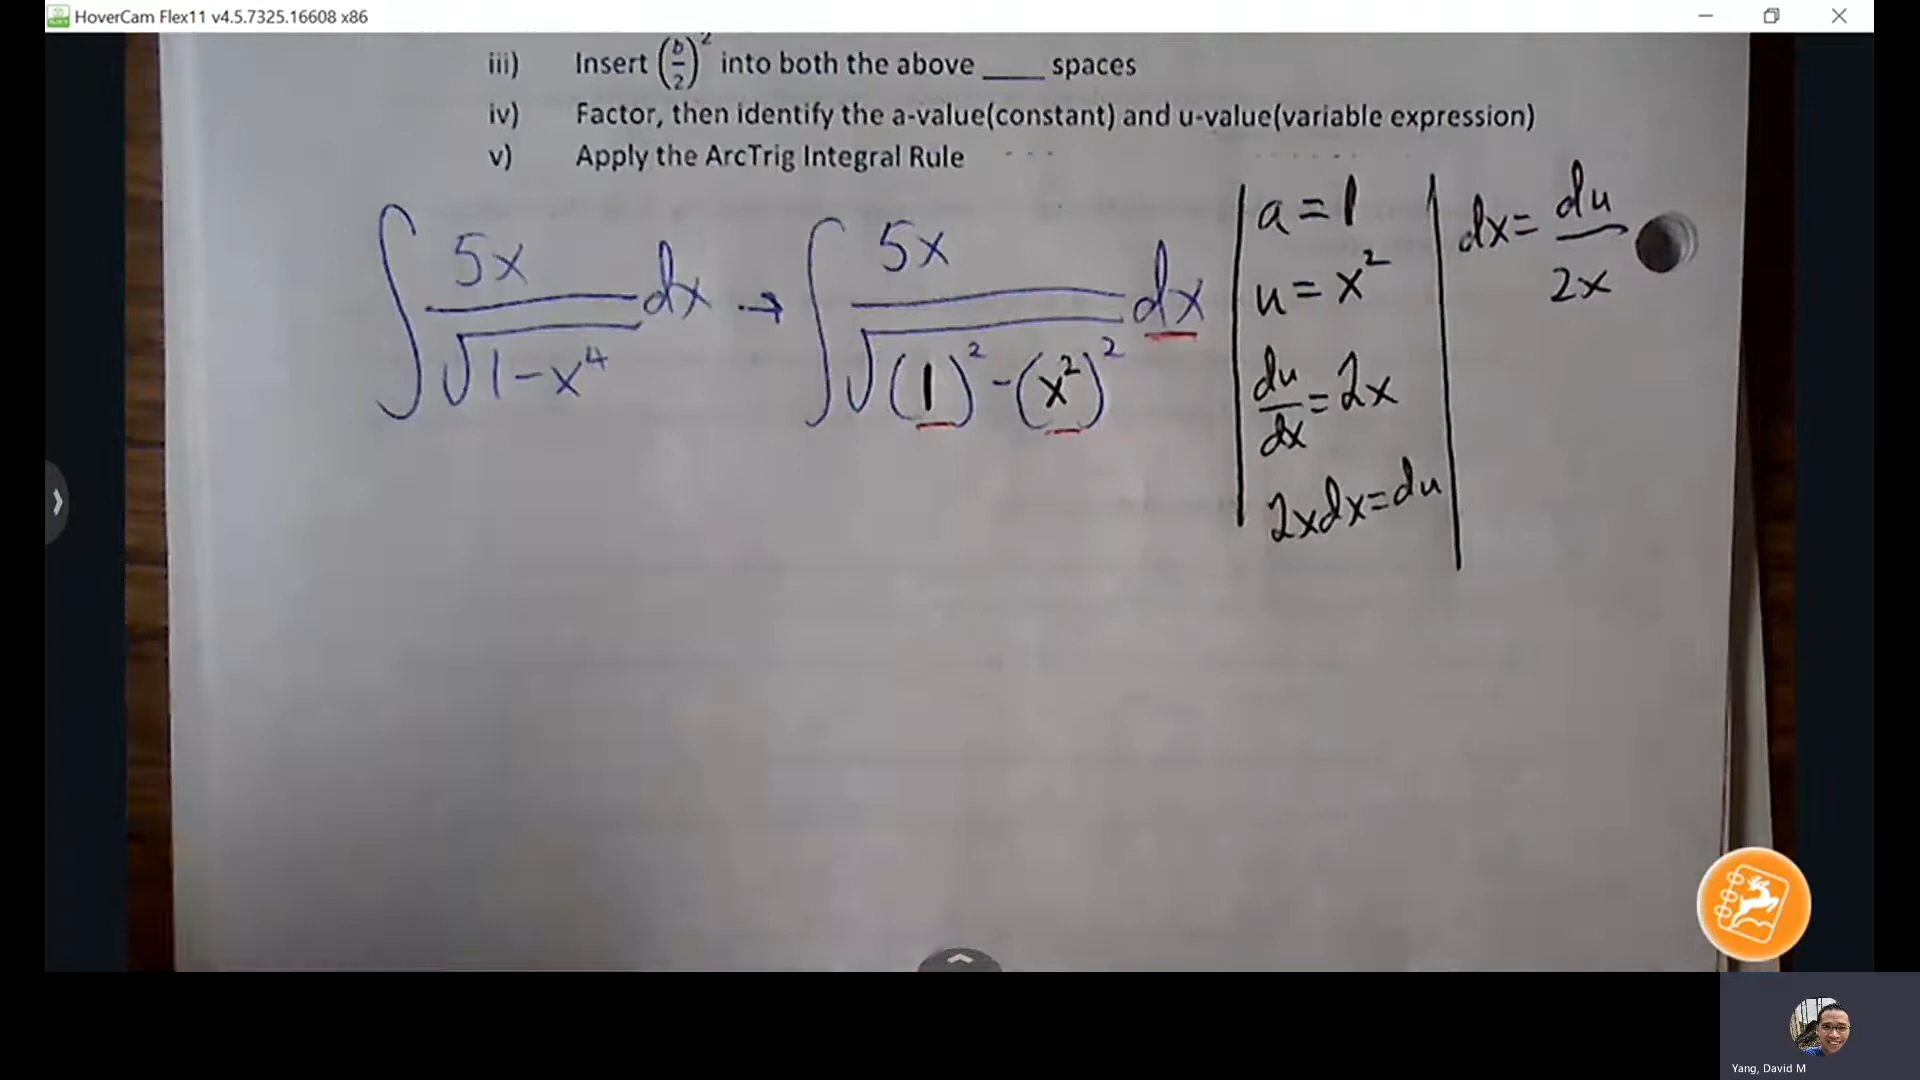 HoverCam Flex11 v4.5.7325.16608 x86
iii) Insert (b/2)² into both the above ____ spaces
iv) Factor, then identify the a-value(constant) and u-value(variable expression)
v) Apply the ArcTrig Integral Rule
∫ 5x/√(1-x⁴) dx → ∫ 5x/√((1)²-(x²)²) dx
a = 1
u = x²
du/dx = 2x
2xdx = du
dx = du/2x
Yang, David M